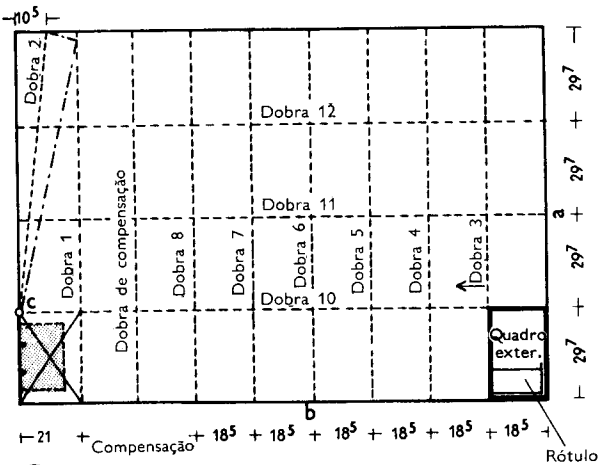 10⁵
Dobra 2
Dobra 12
29⁷
Dobra de compensação
Dobra 11
29⁷
a
Dobra 1
Dobra 8
Dobra 7
Dobra 6
Dobra 5
Dobra 4
Dobra 3
29⁷
c
Dobra 10
Quadro
exter.
29⁷
b
21
Compensação
18⁵
18⁵
18⁵
18⁵
18⁵
18⁵
Rótulo